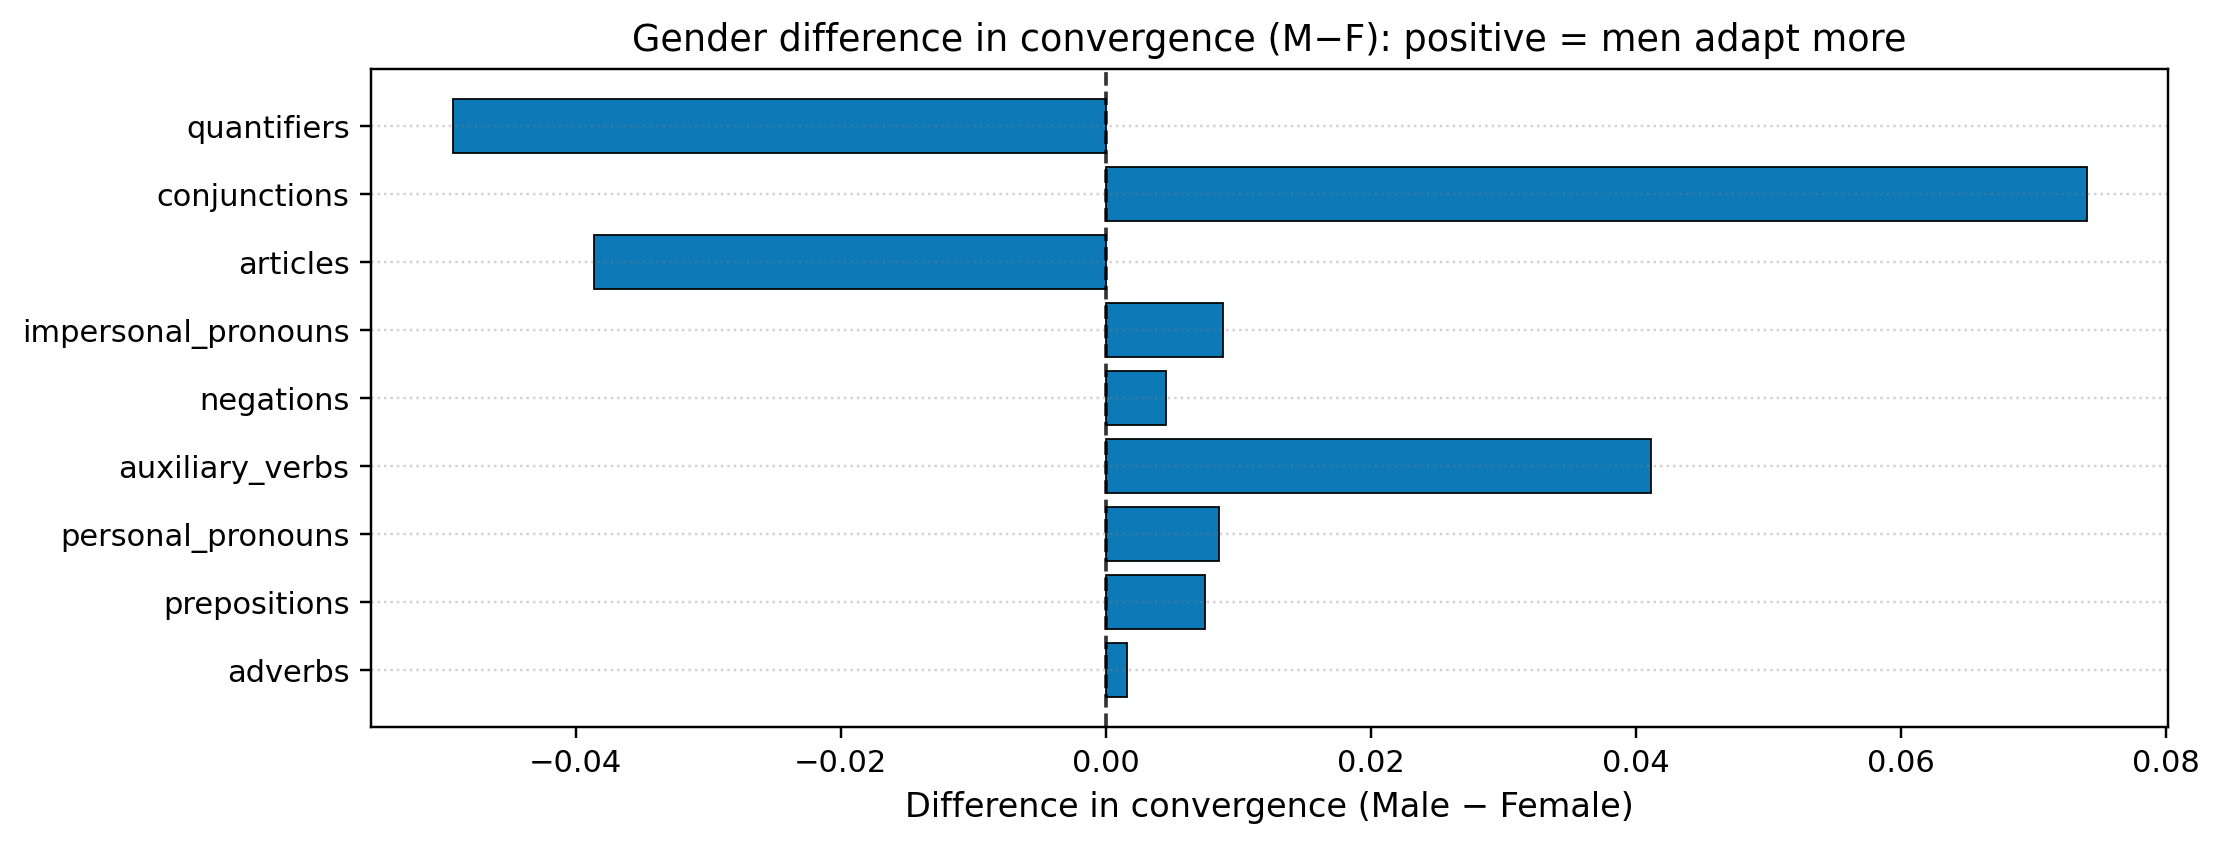 Gender difference in convergence (M−F): positive = men adapt more
quantifiers
conjunctions
articles
impersonal_pronouns
negations
auxiliary_verbs
personal_pronouns
prepositions
adverbs
−0.04 −0.02 0.00 0.02 0.04 0.06 0.08
Difference in convergence (Male − Female)